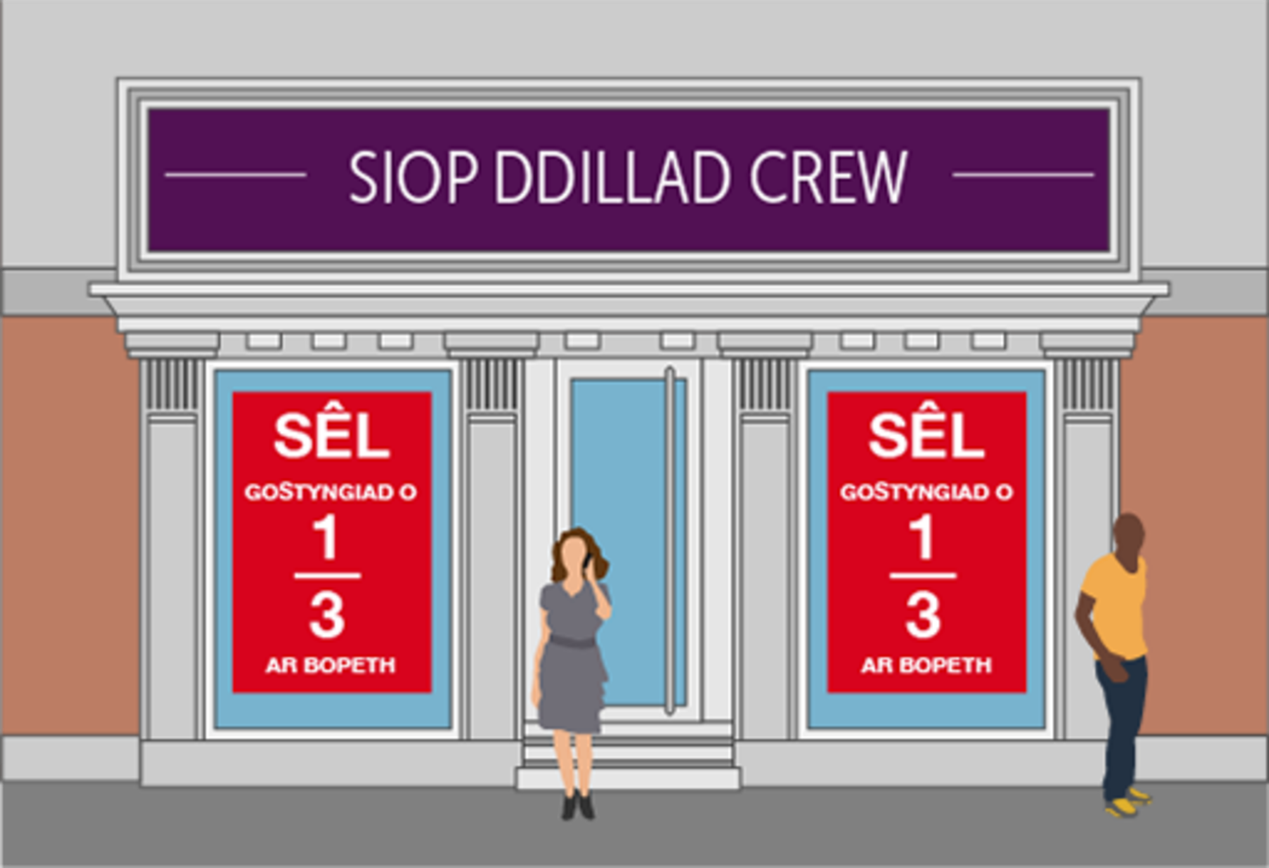 SIOP DDILLAD CREW
SÊL
GOSTYNGIAD O
1
3
AR BOPETH
SÊL
GOSTYNGIAD O
1
3
AR BOPETH